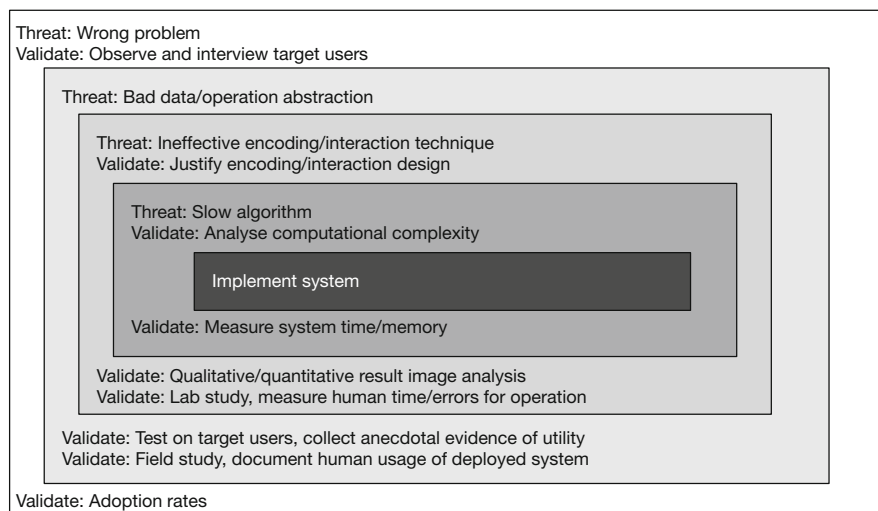 Threat: Wrong problem
Validate: Observe and interview target users
Threat: Bad data/operation abstraction
Threat: Ineffective encoding/interaction technique
Validate: Justify encoding/interaction design
Threat: Slow algorithm
Validate: Analyse computational complexity
Implement system
Validate: Measure system time/memory
Validate: Qualitative/quantitative result image analysis
Validate: Lab study, measure human time/errors for operation
Validate: Test on target users, collect anecdotal evidence of utility
Validate: Field study, document human usage of deployed system
Validate: Adoption rates